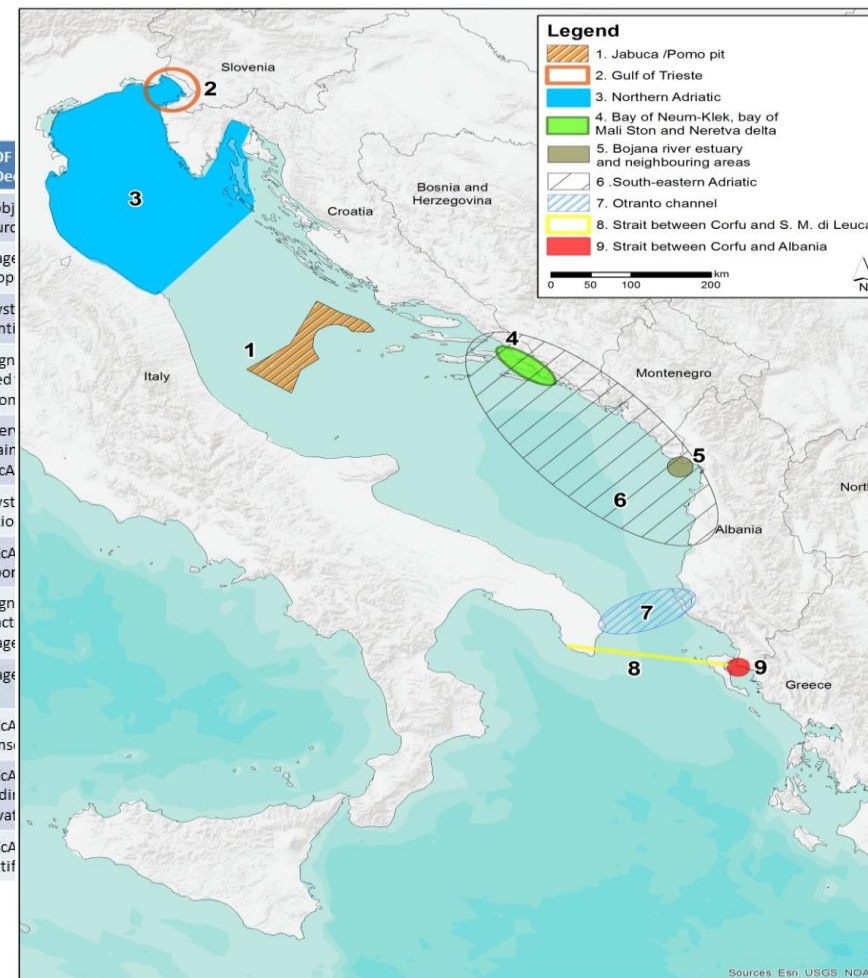 Legend
1. Jabuca /Pomo pit
2. Gulf of Trieste
3. Northern Adriatic
4. Bay of Neum-Klek, bay of
Mali Ston and Neretva delta
5. Bojana river estuary
and neighbouring areas
6 .South-eastern Adriatic
7. Otranto channel
8. Strait between Corfu and S. M. di Leuca
9. Strait between Corfu and Albania
0 50 100 200 km
N
Slovenia
2
Croatia
Bosnia and
Herzegovina
3
1
Italy
4
Montenegro
5
6
Albania
7
8
9
Greece
Sources: Esri, USGS, NOA